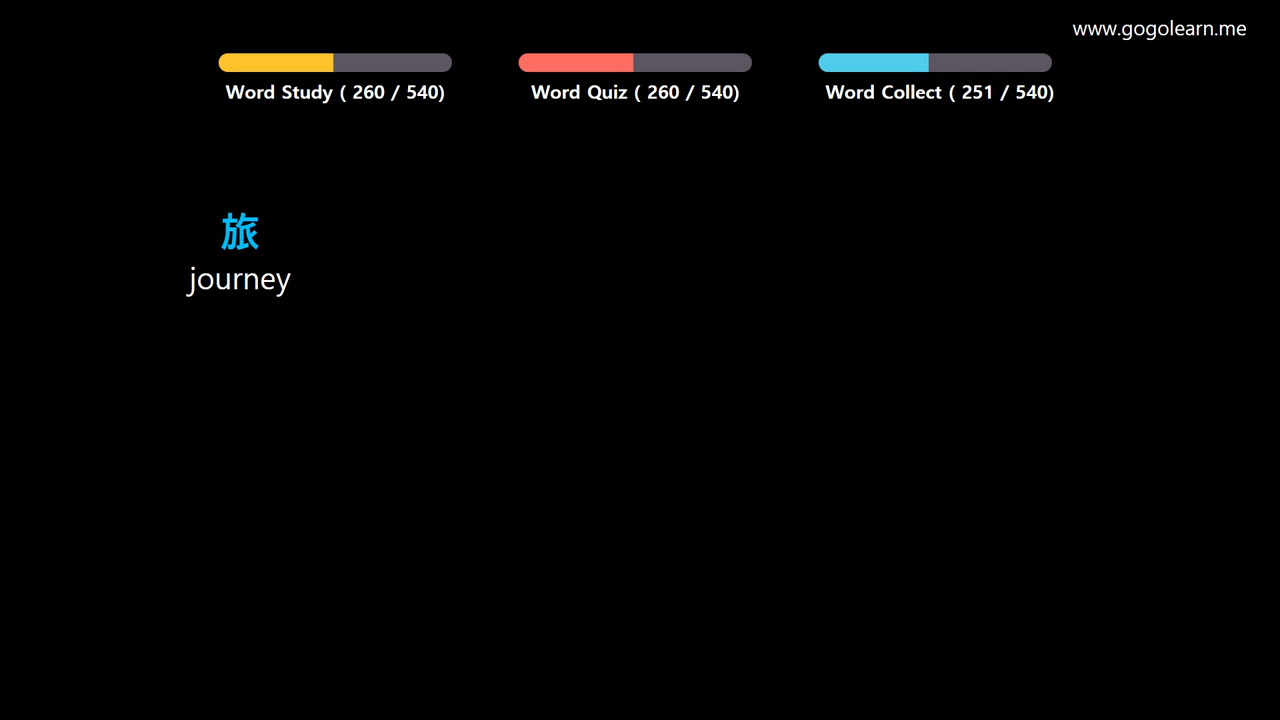 www.gogolearn.me
Word Study ( 260 / 540)
Word Quiz ( 260 / 540)
Word Collect ( 251 / 540)
旅
journey